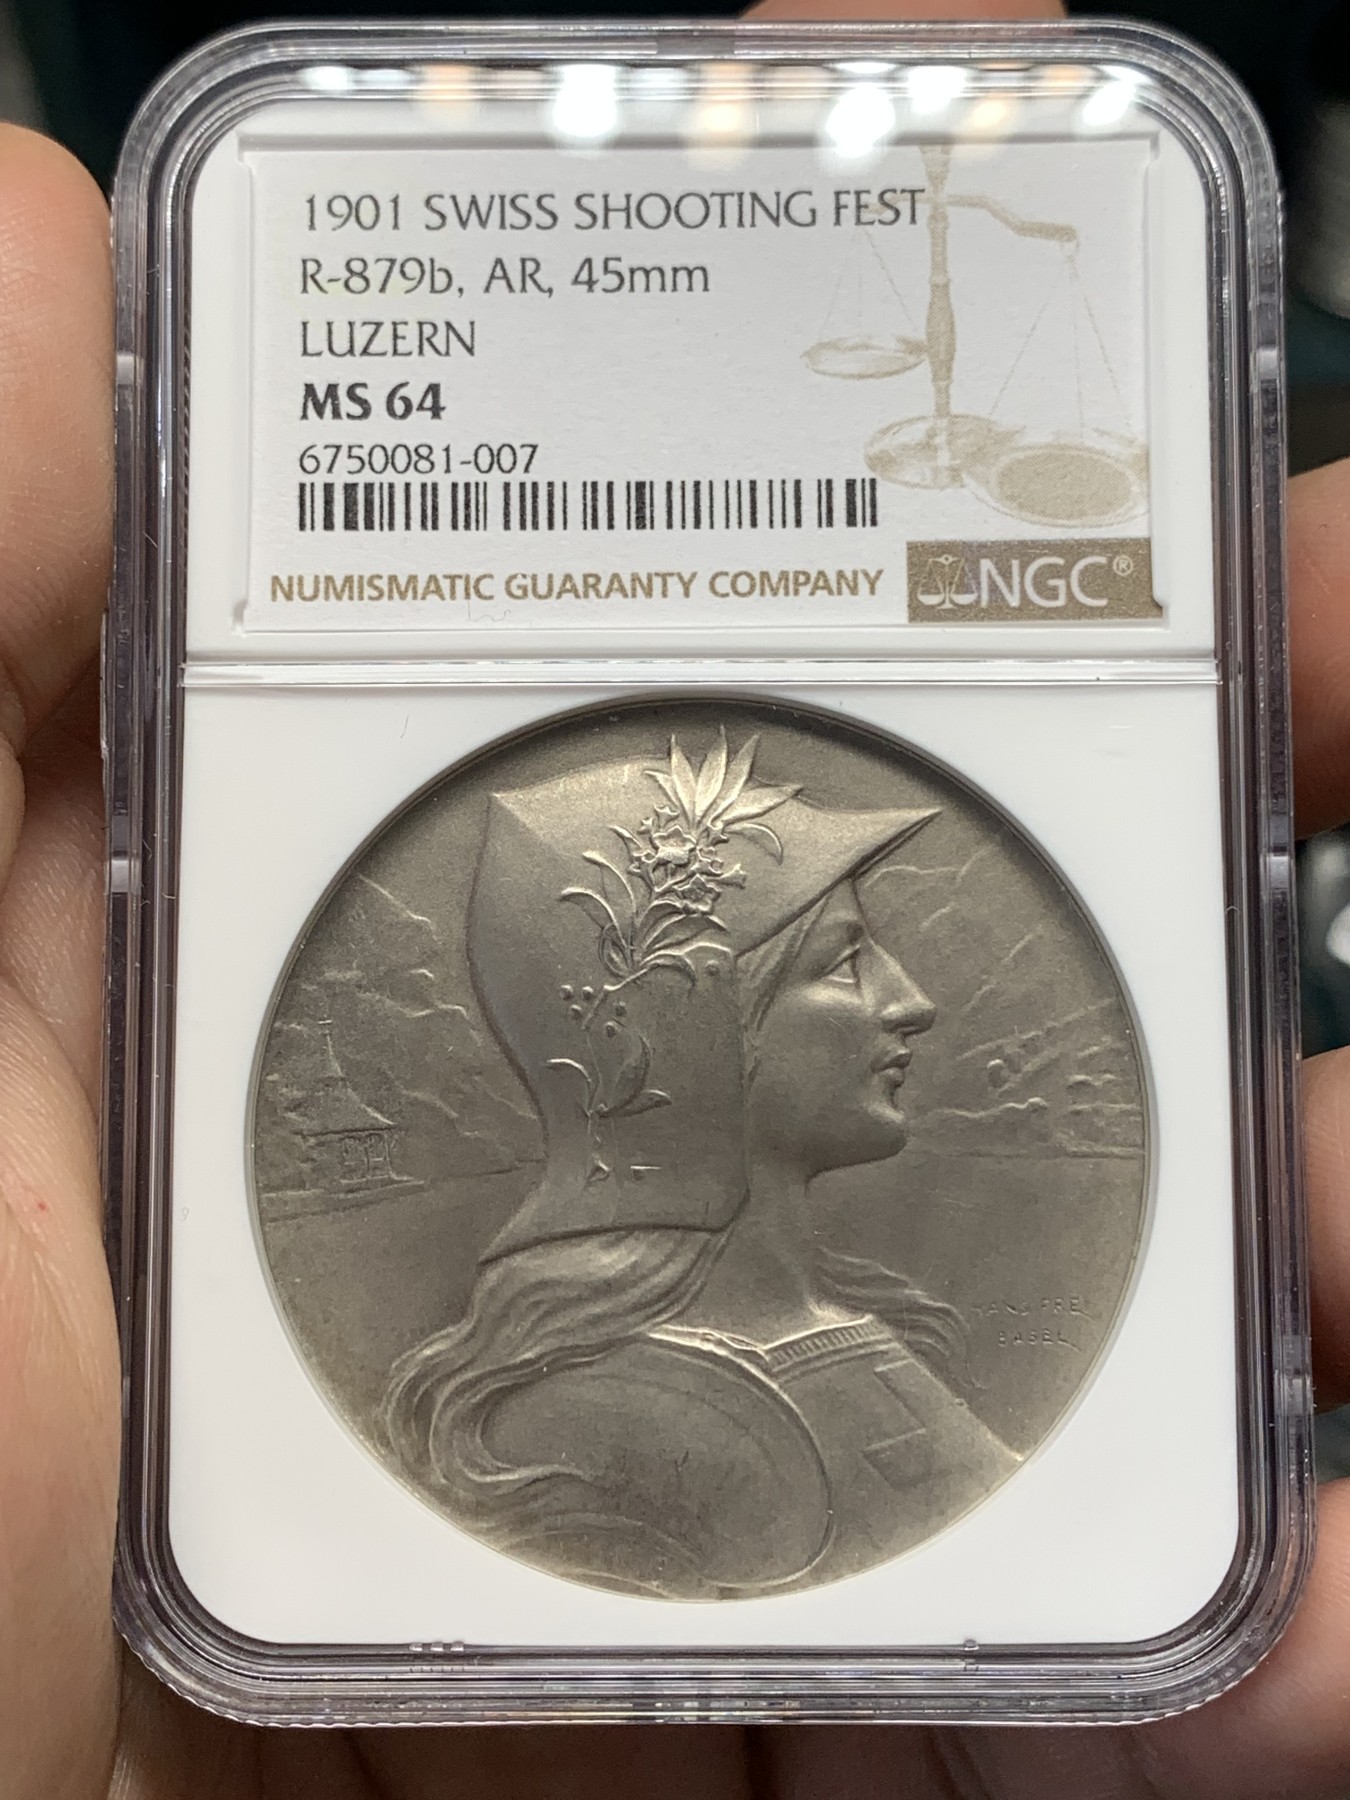 1901 SWISS SHOOTING FEST
R-879b, AR, 45mm
LUZERN
MS 64
6750081-007
NUMISMATIC GUARANTY COMPANY
NGC®
HANS FREI
BASEL